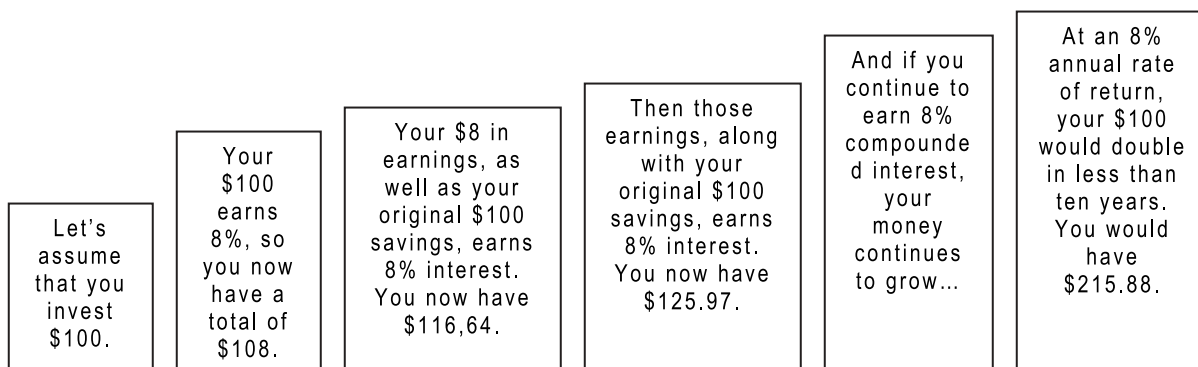 Let's
assume
that you
invest
$100.
Your
$100
earns
8%, so
you now
have a
total of
$108.
Your $8 in
earnings, as
well as your
original $100
savings, earns
8% interest.
You now have
$116,64.
Then those
earnings, along
with your
original $100
savings, earns
8% interest.
You now have
$125.97.
And if you
continue to
earn 8%
compounde
d interest,
your
money
continues
to grow…
At an 8%
annual rate
of return,
your $100
would double
in less than
ten years.
You would
have
$215.88.